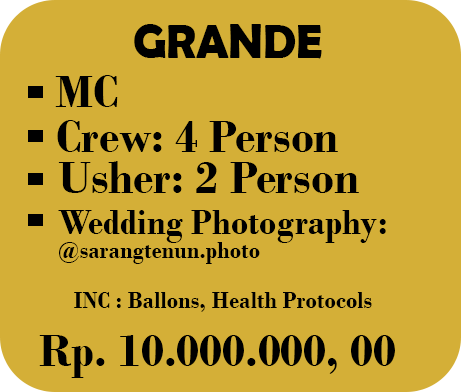 GRANDE
▪ MC
▪ Crew: 4 Person
▪ Usher: 2 Person
▪ Wedding Photography:
@sarangtenun.photo
INC : Ballons, Health Protocols
Rp. 10.000.000, 00